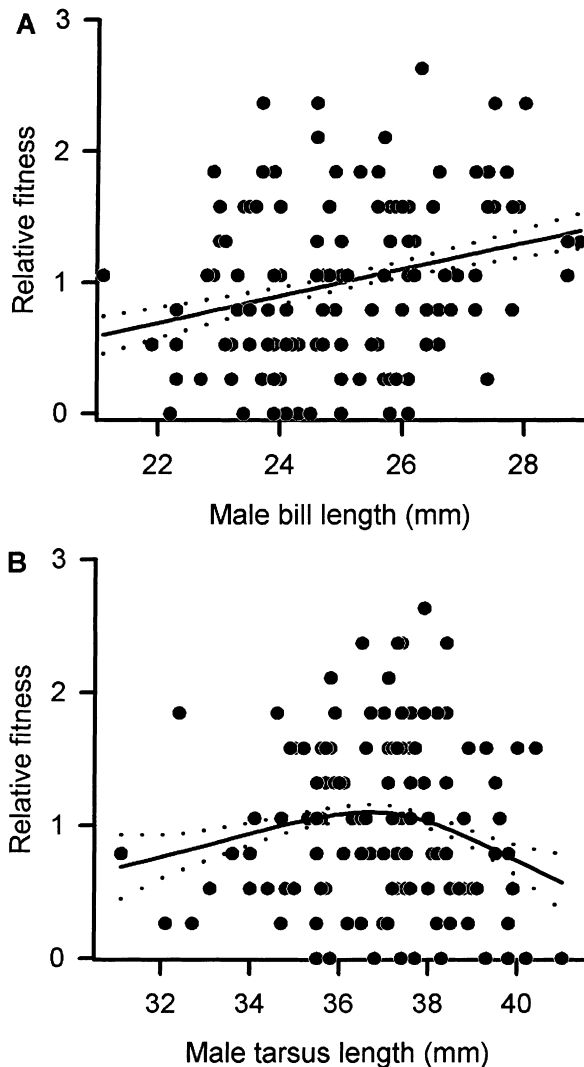 A
3
2
1
0
Relative fitness
22 24 26 28
Male bill length (mm)
B
3
2
1
0
Relative fitness
32 34 36 38 40
Male tarsus length (mm)